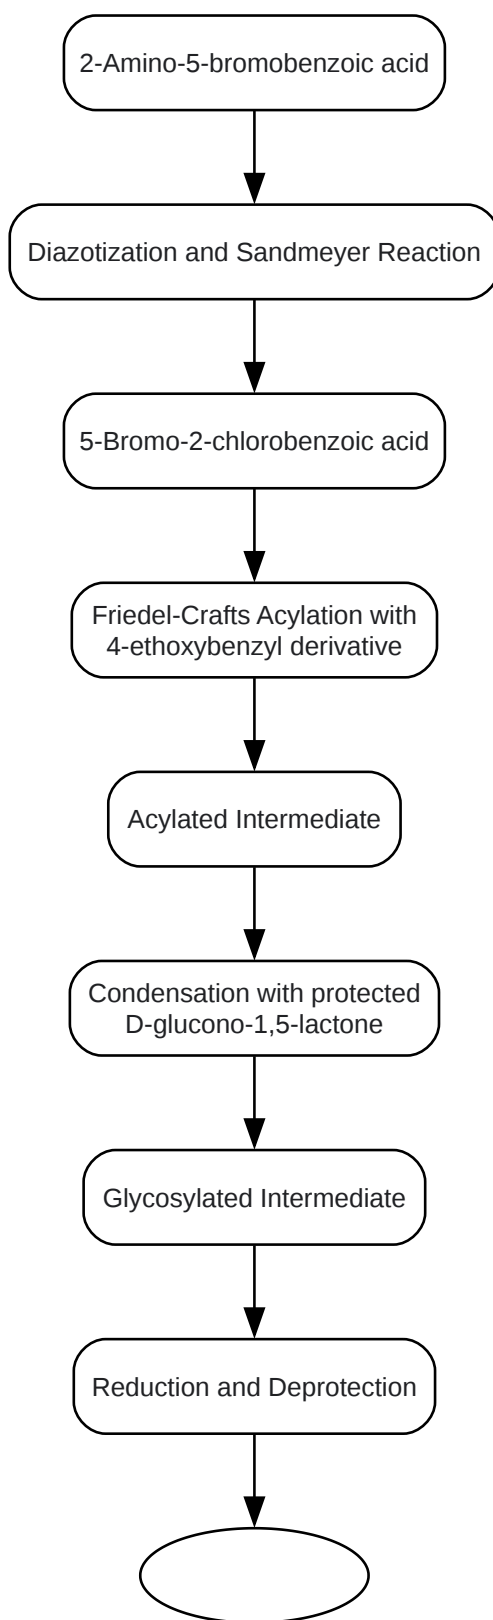 2-Amino-5-bromobenzoic acid
Diazotization and Sandmeyer Reaction
5-Bromo-2-chlorobenzoic acid
Friedel-Crafts Acylation with
4-ethoxybenzyl derivative
Acylated Intermediate
Condensation with protected
D-glucono-1,5-lactone
Glycosylated Intermediate
Reduction and Deprotection